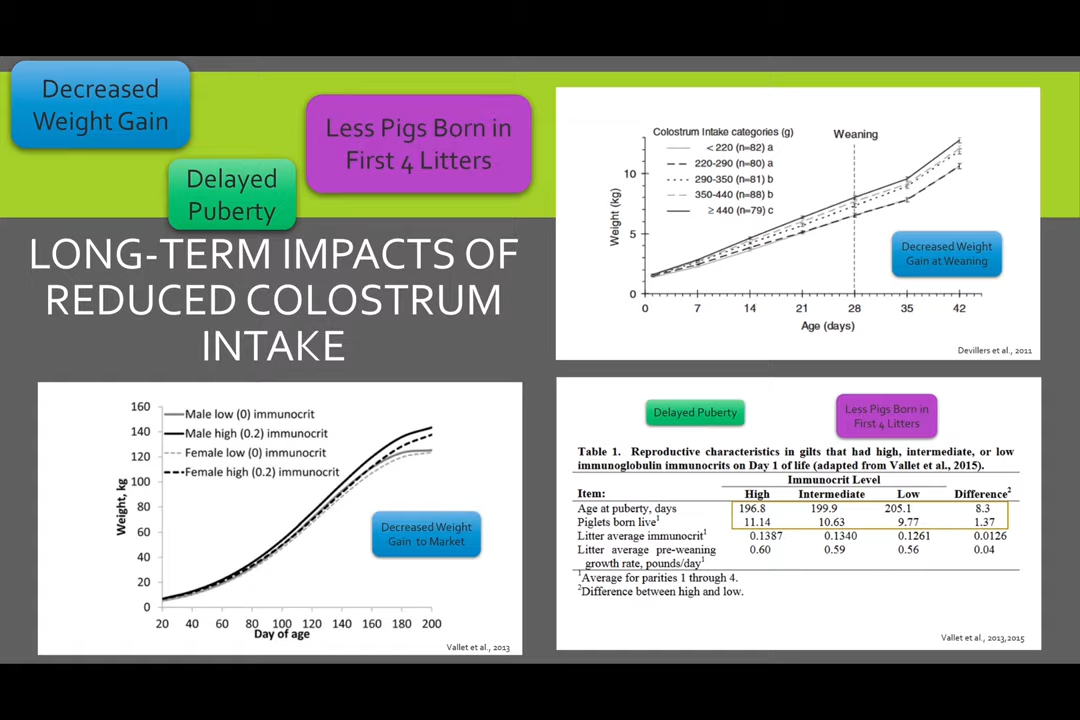 Decreased
Weight Gain
Less Pigs Born in
First 4 Litters
Delayed
Puberty
LONG-TERM IMPACTS OF
REDUCED COLOSTRUM
INTAKE
Colostrum Intake categories (g)
< 220 (n=82) a
220-290 (n=80) a
290-350 (n=81) b
350-440 (n=88) b
≥ 440 (n=79) c
Weaning
Weight (kg)
10
5
0
0 7 14 21 28 35 42
Age (days)
Decreased Weight
Gain at Weaning
Devillers et al., 2011
Male low (0) immunocrit
Male high (0.2) immunocrit
Female low (0) immunocrit
Female high (0.2) immunocrit
Weight, kg
160
140
120
100
80
60
40
20
0
20 40 60 80 100 120 140 160 180 200
Day of age
Decreased Weight
Gain to Market
Vallet et al., 2013
Delayed Puberty
Less Pigs Born in
First 4 Litters
Table 1. Reproductive characteristics in gilts that had high, intermediate, or low
immunoglobulin immunocrits on Day 1 of life (adapted from Vallet et al., 2015).
Immunocrit Level
Item: High Intermediate Low Difference²
Age at puberty, days 196.8 199.9 205.1 8.3
Piglets born live¹ 11.14 10.63 9.77 1.37
Litter average immunocrit¹ 0.1387 0.1340 0.1261 0.0126
Litter average pre-weaning 0.60 0.59 0.56 0.04
growth rate, pounds/day¹
¹Average for parities 1 through 4.
²Difference between high and low.
Vallet et al., 2013,2015